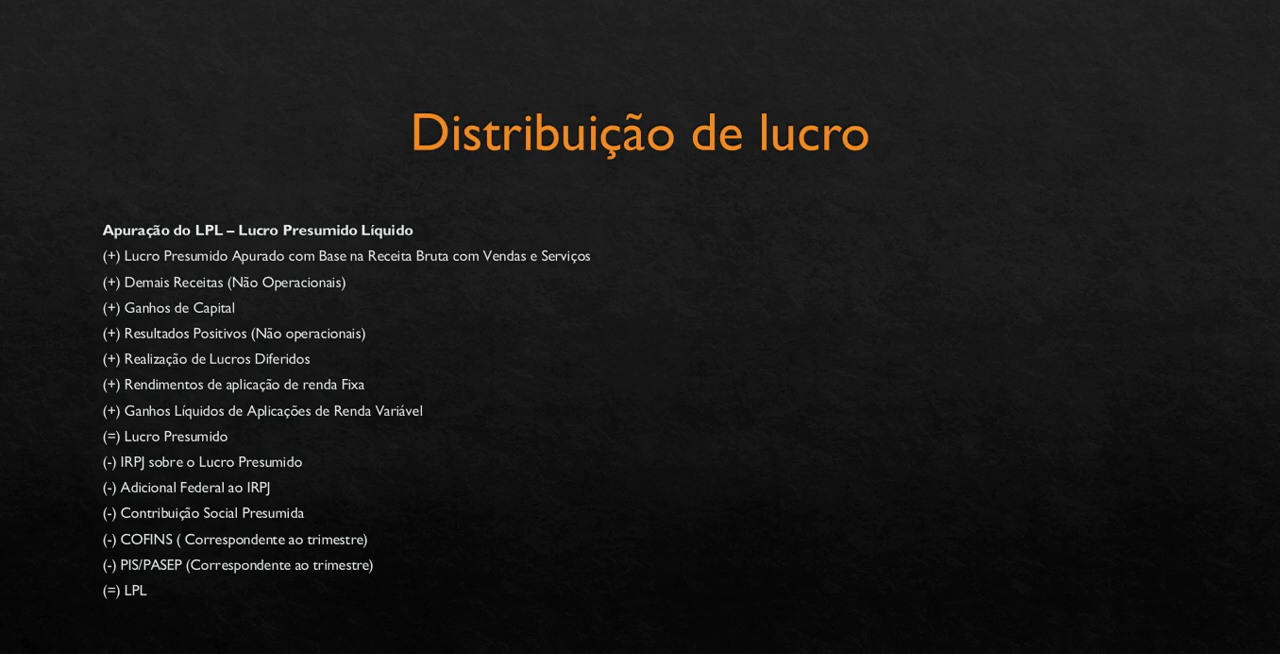 Distribuição de lucro
Apuração do LPL – Lucro Presumido Líquido
(+) Lucro Presumido Apurado com Base na Receita Bruta com Vendas e Serviços
(+) Demais Receitas (Não Operacionais)
(+) Ganhos de Capital
(+) Resultados Positivos (Não operacionais)
(+) Realização de Lucros Diferidos
(+) Rendimentos de aplicação de renda Fixa
(+) Ganhos Líquidos de Aplicações de Renda Variável
(=) Lucro Presumido
(-) IRPJ sobre o Lucro Presumido
(-) Adicional Federal ao IRPJ
(-) Contribuição Social Presumida
(-) COFINS ( Correspondente ao trimestre)
(-) PIS/PASEP (Correspondente ao trimestre)
(=) LPL